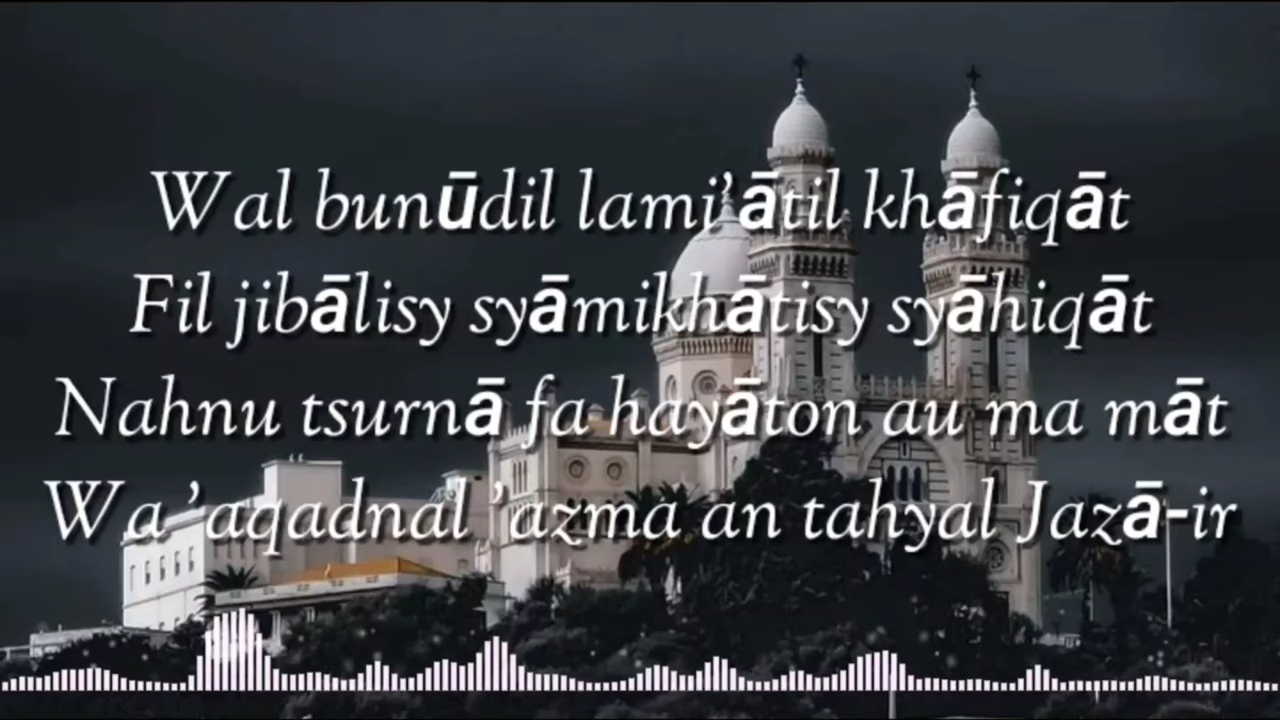 Wal bunūdil lami'ātil khāfiqāt
Fil jibālisy syāmikhātisy syāhiqāt
Nahnu tsurnā fa hayāton au ma māt
Wa 'aqadnal 'azma an tahyal Jazā-ir